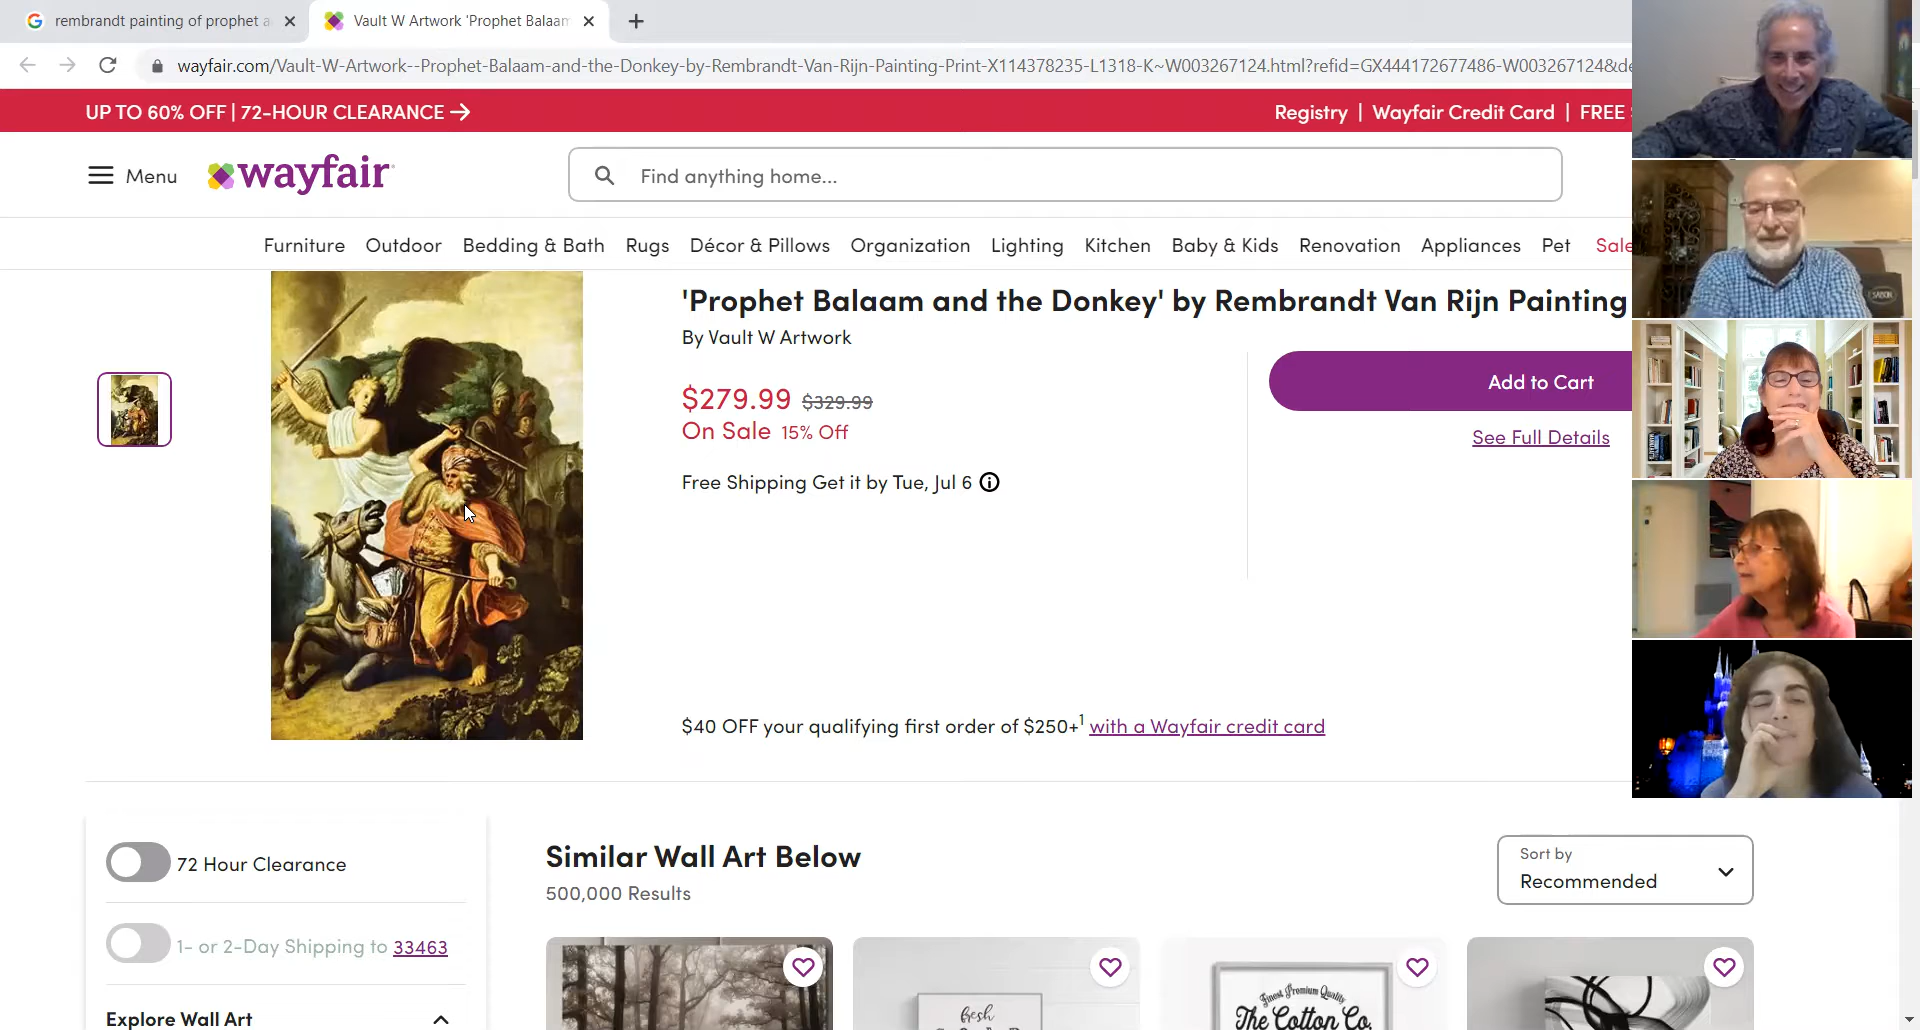 rembrandt painting of prophet a
Vault W Artwork 'Prophet Balaam
wayfair.com/Vault-W-Artwork--Prophet-Balaam-and-the-Donkey-by-Rembrandt-Van-Rijn-Painting-Print-X114378235-L1318-K~W003267124.html?refid=GX444172677486-W003267124&de
UP TO 60% OFF | 72-HOUR CLEARANCE →
Registry | Wayfair Credit Card | FREE
Menu
wayfair
Find anything home...
Furniture Outdoor Bedding & Bath Rugs Décor & Pillows Organization Lighting Kitchen Baby & Kids Renovation Appliances Pet Sale
'Prophet Balaam and the Donkey' by Rembrandt Van Rijn Painting
By Vault W Artwork
$279.99 $329.99
On Sale 15% Off
Free Shipping Get it by Tue, Jul 6
Add to Cart
See Full Details
$40 OFF your qualifying first order of $250+1 with a Wayfair credit card
72 Hour Clearance
1- or 2-Day Shipping to 33463
Explore Wall Art
Similar Wall Art Below
500,000 Results
Sort by
Recommended
fresh
Finest Premium Quality
The Cotton Co.